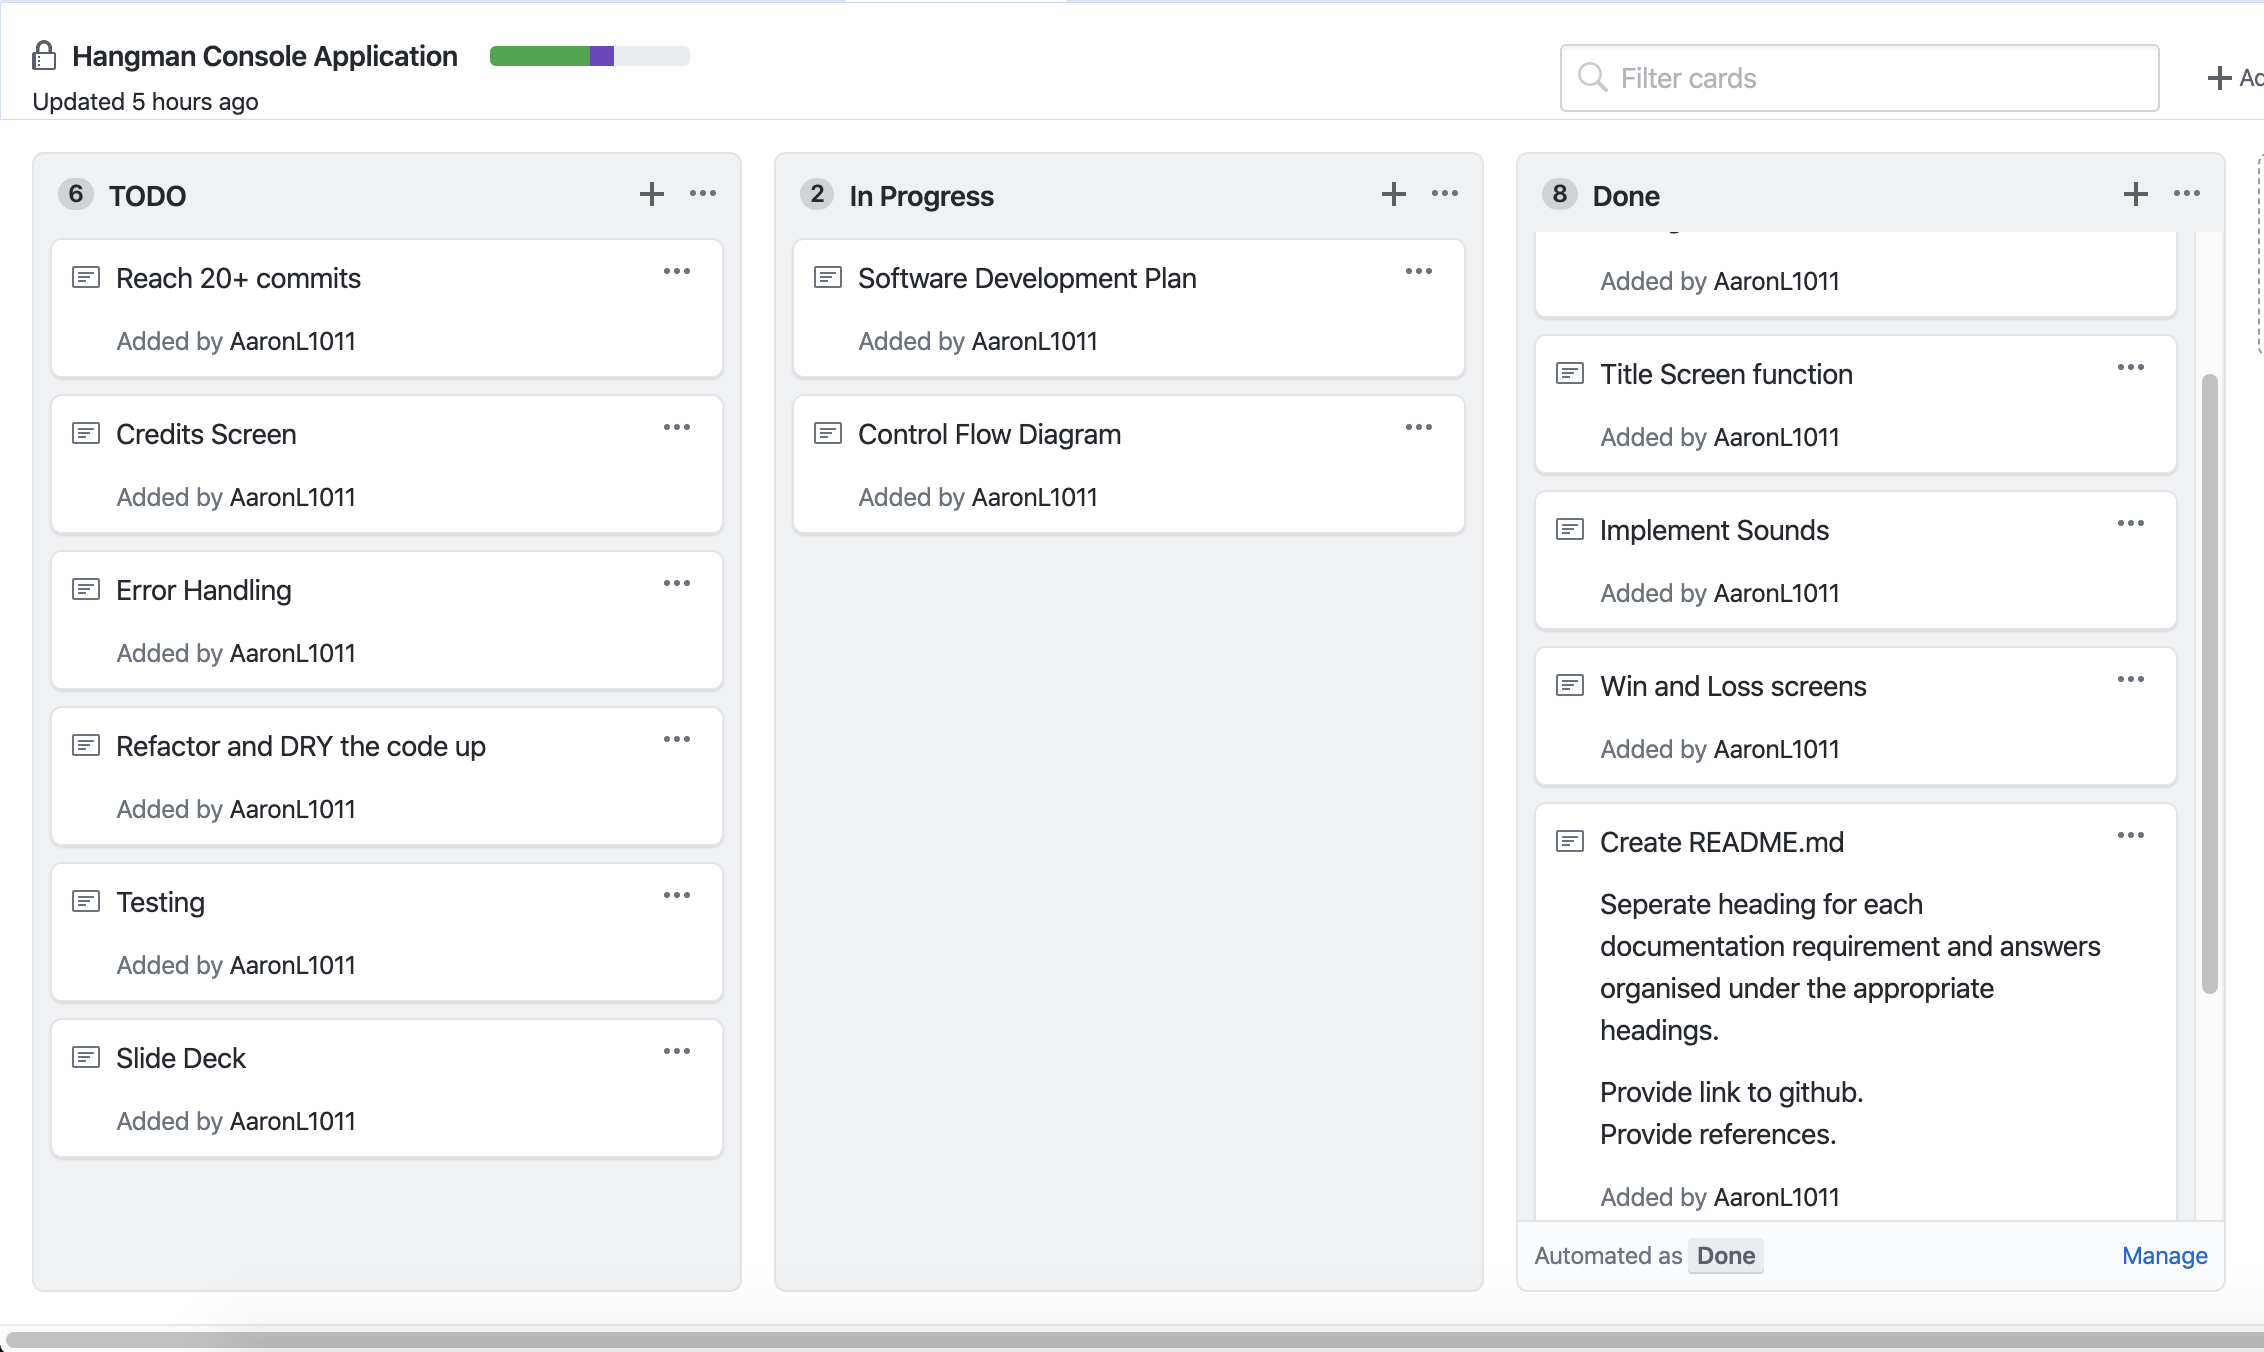 Hangman Console Application
Updated 5 hours ago
Filter cards
6 TODO
Reach 20+ commits
Added by AaronL1011
Credits Screen
Added by AaronL1011
Error Handling
Added by AaronL1011
Refactor and DRY the code up
Added by AaronL1011
Testing
Added by AaronL1011
Slide Deck
Added by AaronL1011
2 In Progress
Software Development Plan
Added by AaronL1011
Control Flow Diagram
Added by AaronL1011
8 Done
Added by AaronL1011
Title Screen function
Added by AaronL1011
Implement Sounds
Added by AaronL1011
Win and Loss screens
Added by AaronL1011
Create README.md
Seperate heading for each
documentation requirement and answers
organised under the appropriate
headings.
Provide link to github.
Provide references.
Added by AaronL1011
Automated as Done
Manage